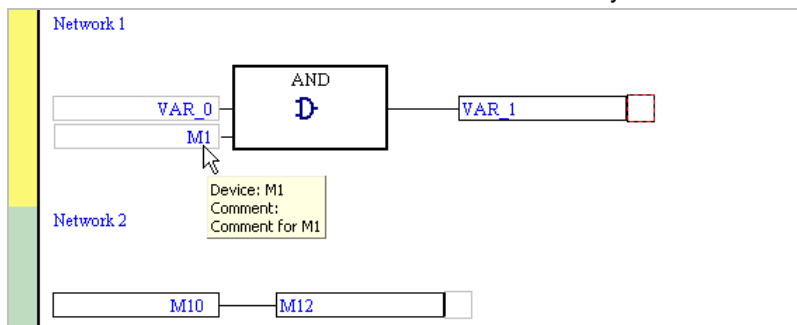 Network 1
AND
VAR_0
VAR_1
M1
Device: M1
Comment:
Comment for M1
Network 2
M10
M12